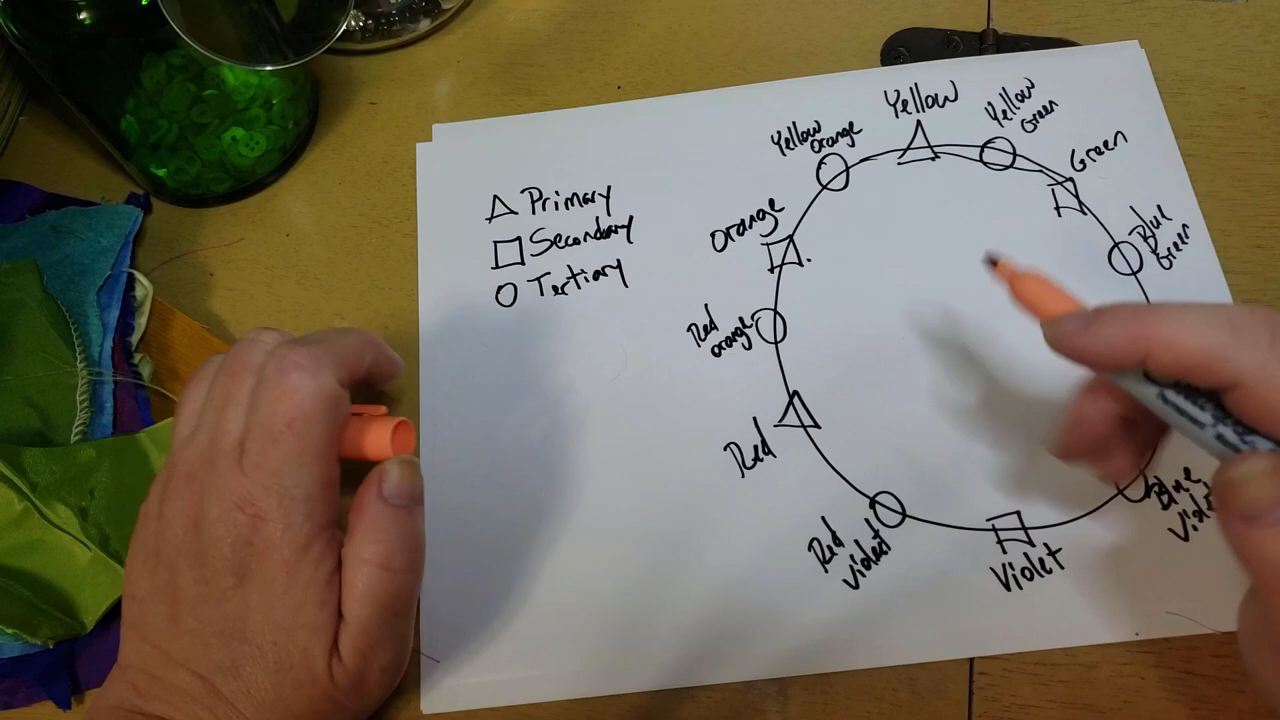 △ Primary
□ Secondary
○ Tertiary
Yellow
Yellow
Green
Green
Blue
Green
Blue
Violet
Violet
Red
violet
Red
Red
orange
orange
Yellow
orange